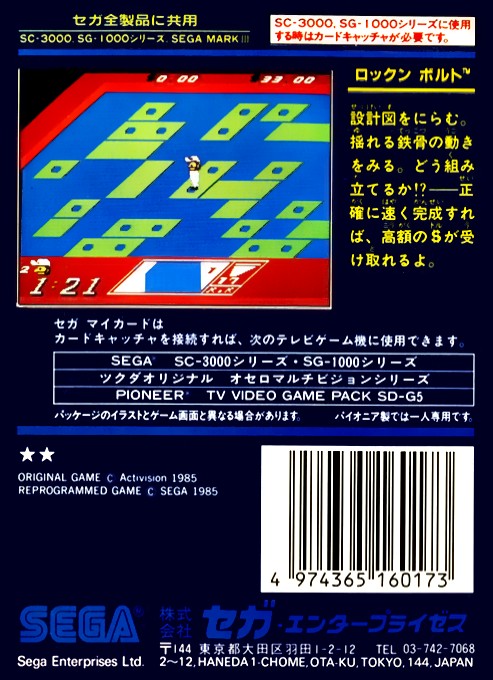 セガ全製品に共用
SC-3000, SG-1000シリーズ, SEGA MARK III
SC-3000, SG-1000シリーズに使用
する時はカードキャッチャが必要です。
0.00
33.00
2
1:21
R-R
ロックン ボルト™
設計図をにらむ。
揺れる鉄骨の動き
をみる。どう組み
立てるか!?——正
確に速く完成すれ
ば、高額の$が受
け取れるよ。
セガ マイカードは
カードキャッチャを接続すれば、次のテレビゲーム機に使用できます。
SEGA® SC-3000シリーズ・SG-1000シリーズ
ツクダオリジナル オセロマルチビジョンシリーズ
PIONEER® TV VIDEO GAME PACK SD-G5
パッケージのイラストとゲーム画面と異なる場合があります。 パイオニア製では一人専用です。
★★
ORIGINAL GAME © Activision 1985
REPROGRAMMED GAME © SEGA 1985
4 974365 160173
SEGA®
株式会社 セガ・エンタープライゼス
Sega Enterprises Ltd.
〒144 東京都大田区羽田1-2-12 TEL 03-742-7068
2〜12, HANEDA 1-CHOME, OTA-KU, TOKYO, 144, JAPAN